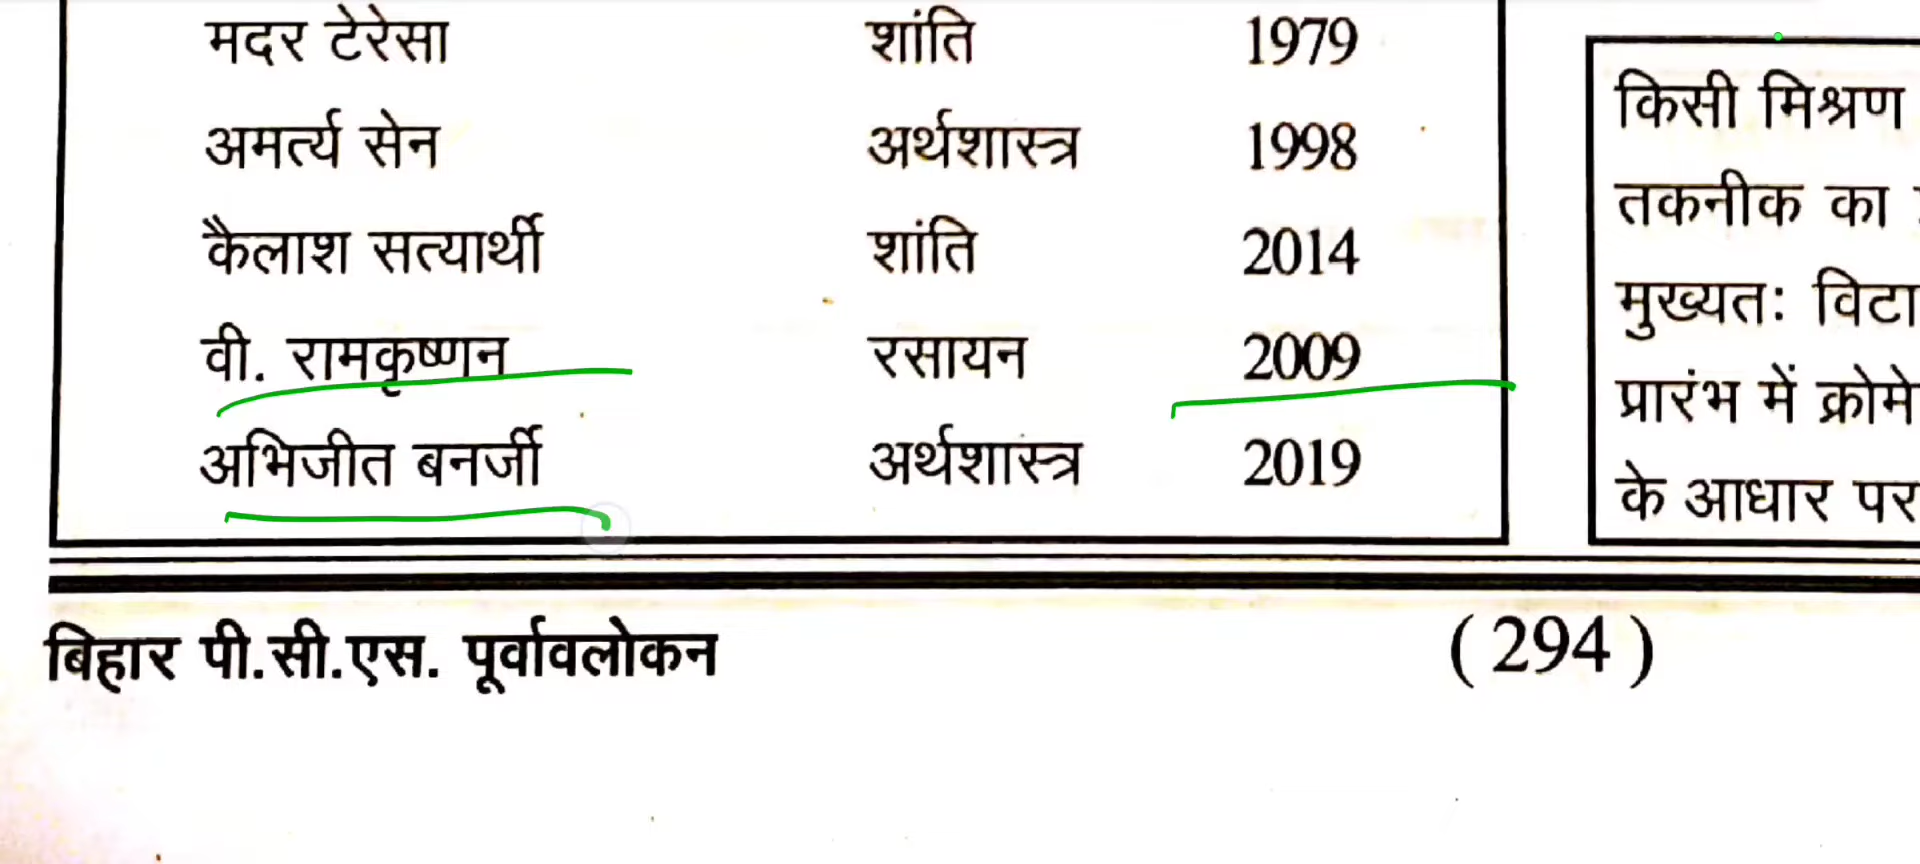 मदर टेरेसा शांति 1979
अमर्त्य सेन अर्थशास्त्र 1998
कैलाश सत्यार्थी शांति 2014
वी. रामकृष्णन रसायन 2009
अभिजीत बनर्जी अर्थशास्त्र 2019
किसी मिश्रण
तकनीक का
मुख्यतः विटा
प्रारंभ में क्रोमे
के आधार पर
बिहार पी.सी.एस. पूर्वावलोकन (294)